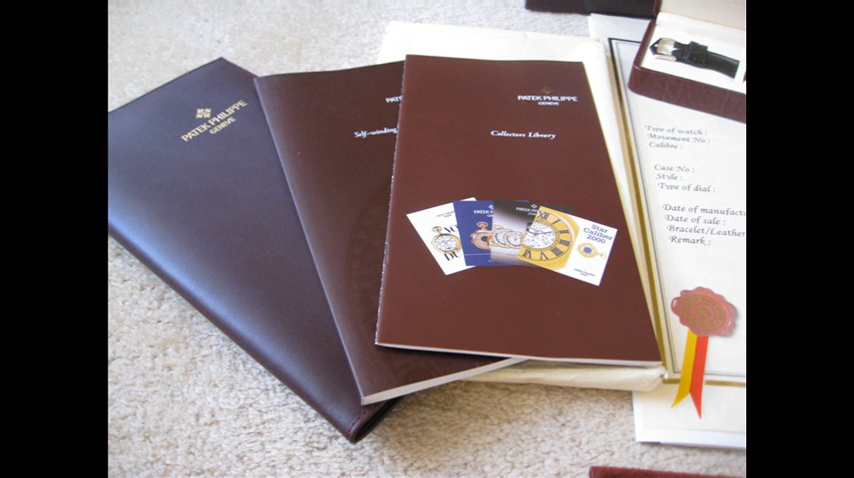 PATEK PHILIPPE
GENEVE
Self-winding
PATEK PHILIPPE
GENEVE
Collectors Library
Star
Caliber
2000
Type of watch :
Movement No :
Calibre :
Case No :
Style :
Type of dial :
Date of manufactu
Date of sale :
Bracelet/Leather
Remark :